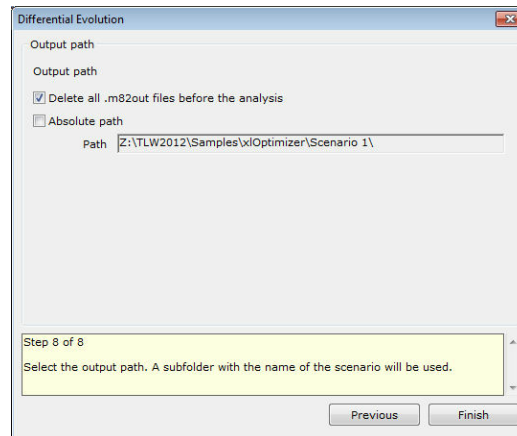 Differential Evolution
Output path
Output path
Delete all .m82out files before the analysis
Absolute path
Path Z:\TLW2012\Samples\xlOptimizer\Scenario 1\
Step 8 of 8
Select the output path. A subfolder with the name of the scenario will be used.
Previous Finish